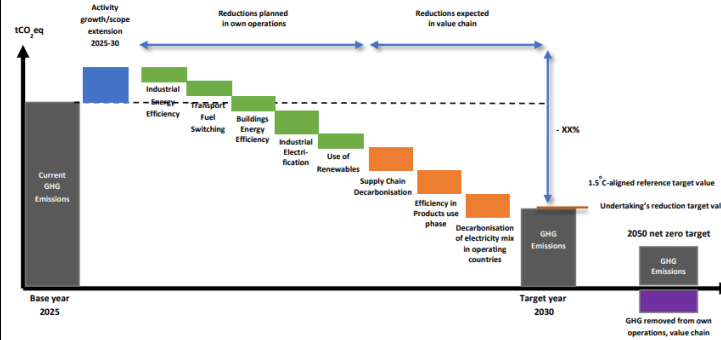 Activity
growth/scope
extension
2025-30
Reductions planned
in own operations
Reductions expected
in value chain
tCO2eq
Industrial
Energy
Efficiency
Transport
Fuel
Switching
Buildings
Energy
Efficiency
Industrial
Electri-
fication
Use of
Renewables
Supply Chain
Decarbonisation
Efficiency in
Products use
phase
Decarbonisation
of electricity mix
in operating
countries
- XX%
Current
GHG
Emissions
GHG
Emissions
1.5°C-aligned reference target value
Undertaking's reduction target val
2050 net zero target
GHG
Emissions
Base year
2025
Target year
2030
GHG removed from own
operations, value chain